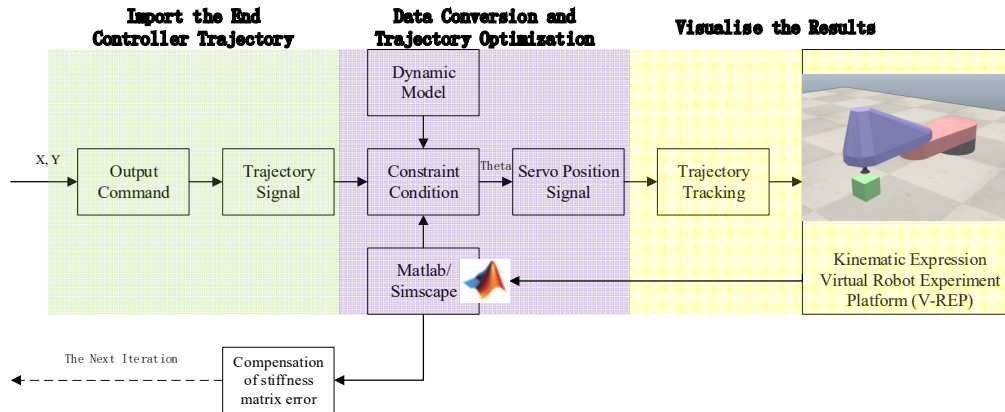 Import the End
Controller Trajectory
Data Conversion and
Trajectory Optimization
Visualise the Results
Dynamic
Model
X, Y
Output
Command
Trajectory
Signal
Constraint
Condition
Theta
Servo Position
Signal
Trajectory
Tracking
Matlab/
Simscape
Kinematic Expression
Virtual Robot Experiment
Platform (V-REP)
The Next Iteration
Compensation
of stiffness
matrix error